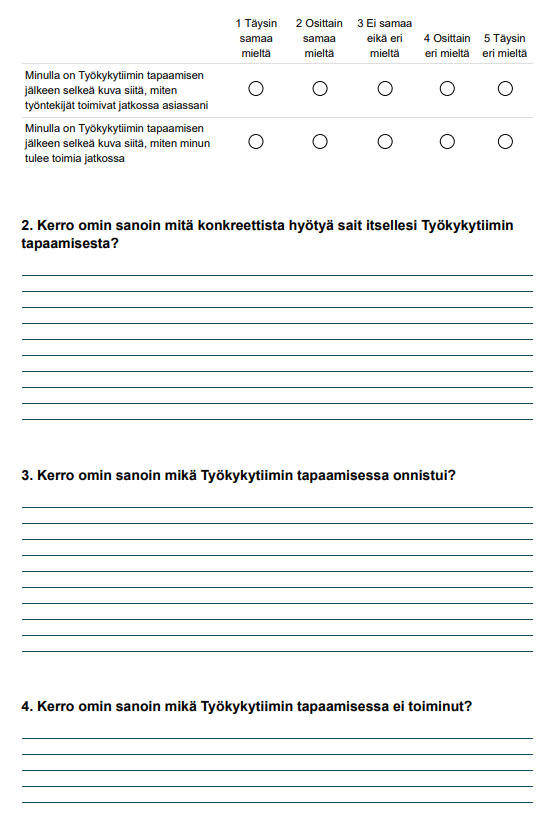 1 Täysin samaa mieltä
2 Osittain samaa mieltä
3 Ei samaa eikä eri mieltä
4 Osittain eri mieltä
5 Täysin eri mieltä
Minulla on Työkykytiimin tapaamisen
jälkeen selkeä kuva siitä, miten
työntekijät toimivat jatkossa asiassani
Minulla on Työkykytiimin tapaamisen
jälkeen selkeä kuva siitä, miten minun
tulee toimia jatkossa
2. Kerro omin sanoin mitä konkreettista hyötyä sait itsellesi Työkykytiimin
tapaamisesta?
3. Kerro omin sanoin mikä Työkykytiimin tapaamisessa onnistui?
4. Kerro omin sanoin mikä Työkykytiimin tapaamisessa ei toiminut?